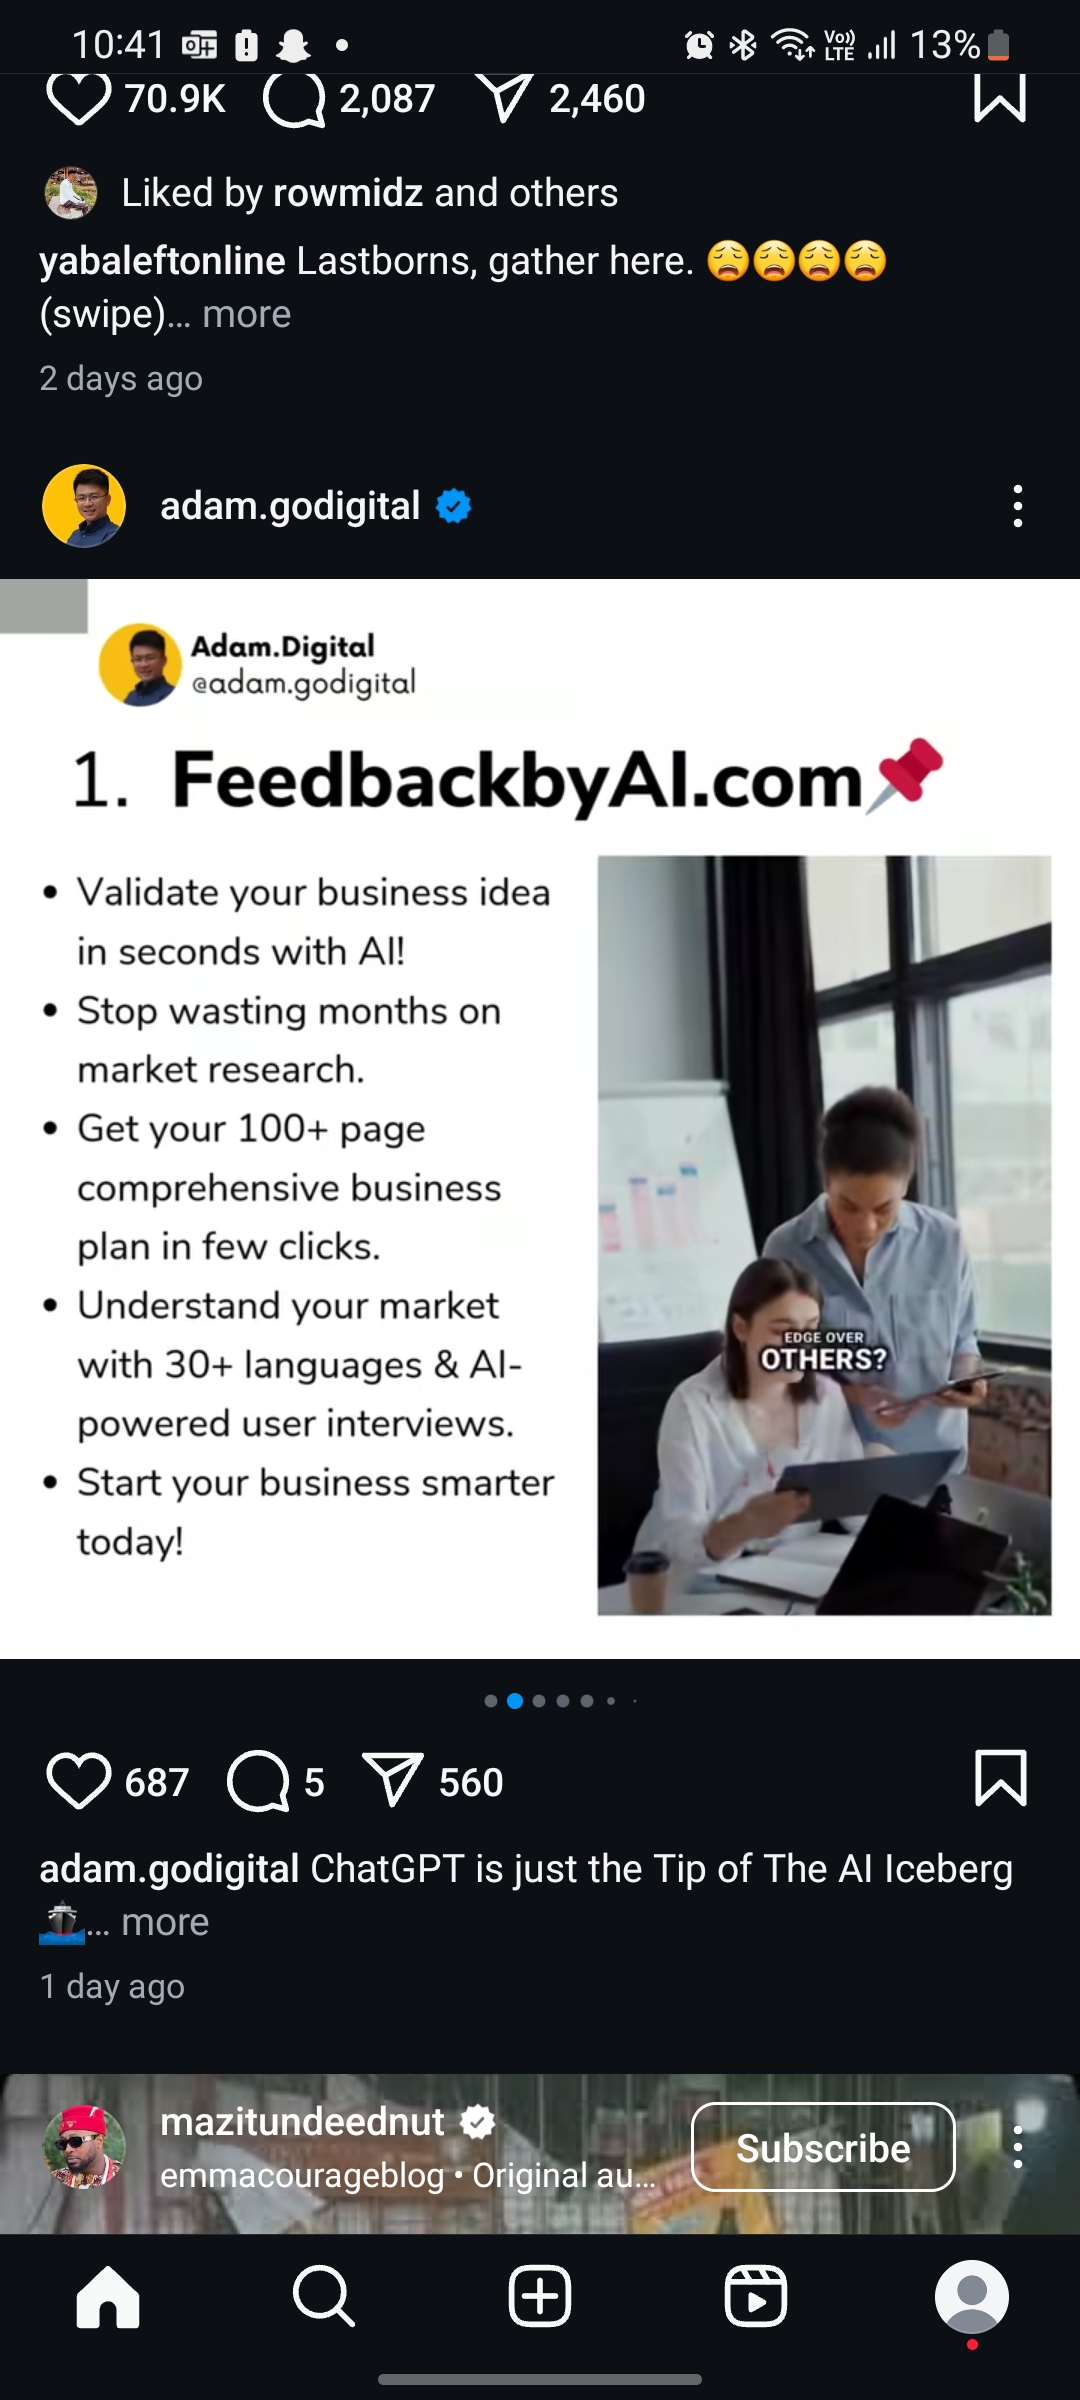 10:41
Vo))
LTE
13%
70.9K 2,087 2,460
Liked by rowmidz and others
yabaleftonline Lastborns, gather here. 😩😩😩😩
(swipe)... more
2 days ago
adam.godigital
Adam.Digital
@adam.godigital
1. FeedbackbyAI.com📌
• Validate your business idea
in seconds with AI!
• Stop wasting months on
market research.
• Get your 100+ page
comprehensive business
plan in few clicks.
• Understand your market
with 30+ languages & AI-
powered user interviews.
• Start your business smarter
today!
EDGE OVER
OTHERS?
687 5 560
adam.godigital ChatGPT is just the Tip of The AI Iceberg
🚢... more
1 day ago
mazitundeednut
emmacourageblog • Original au...
Subscribe